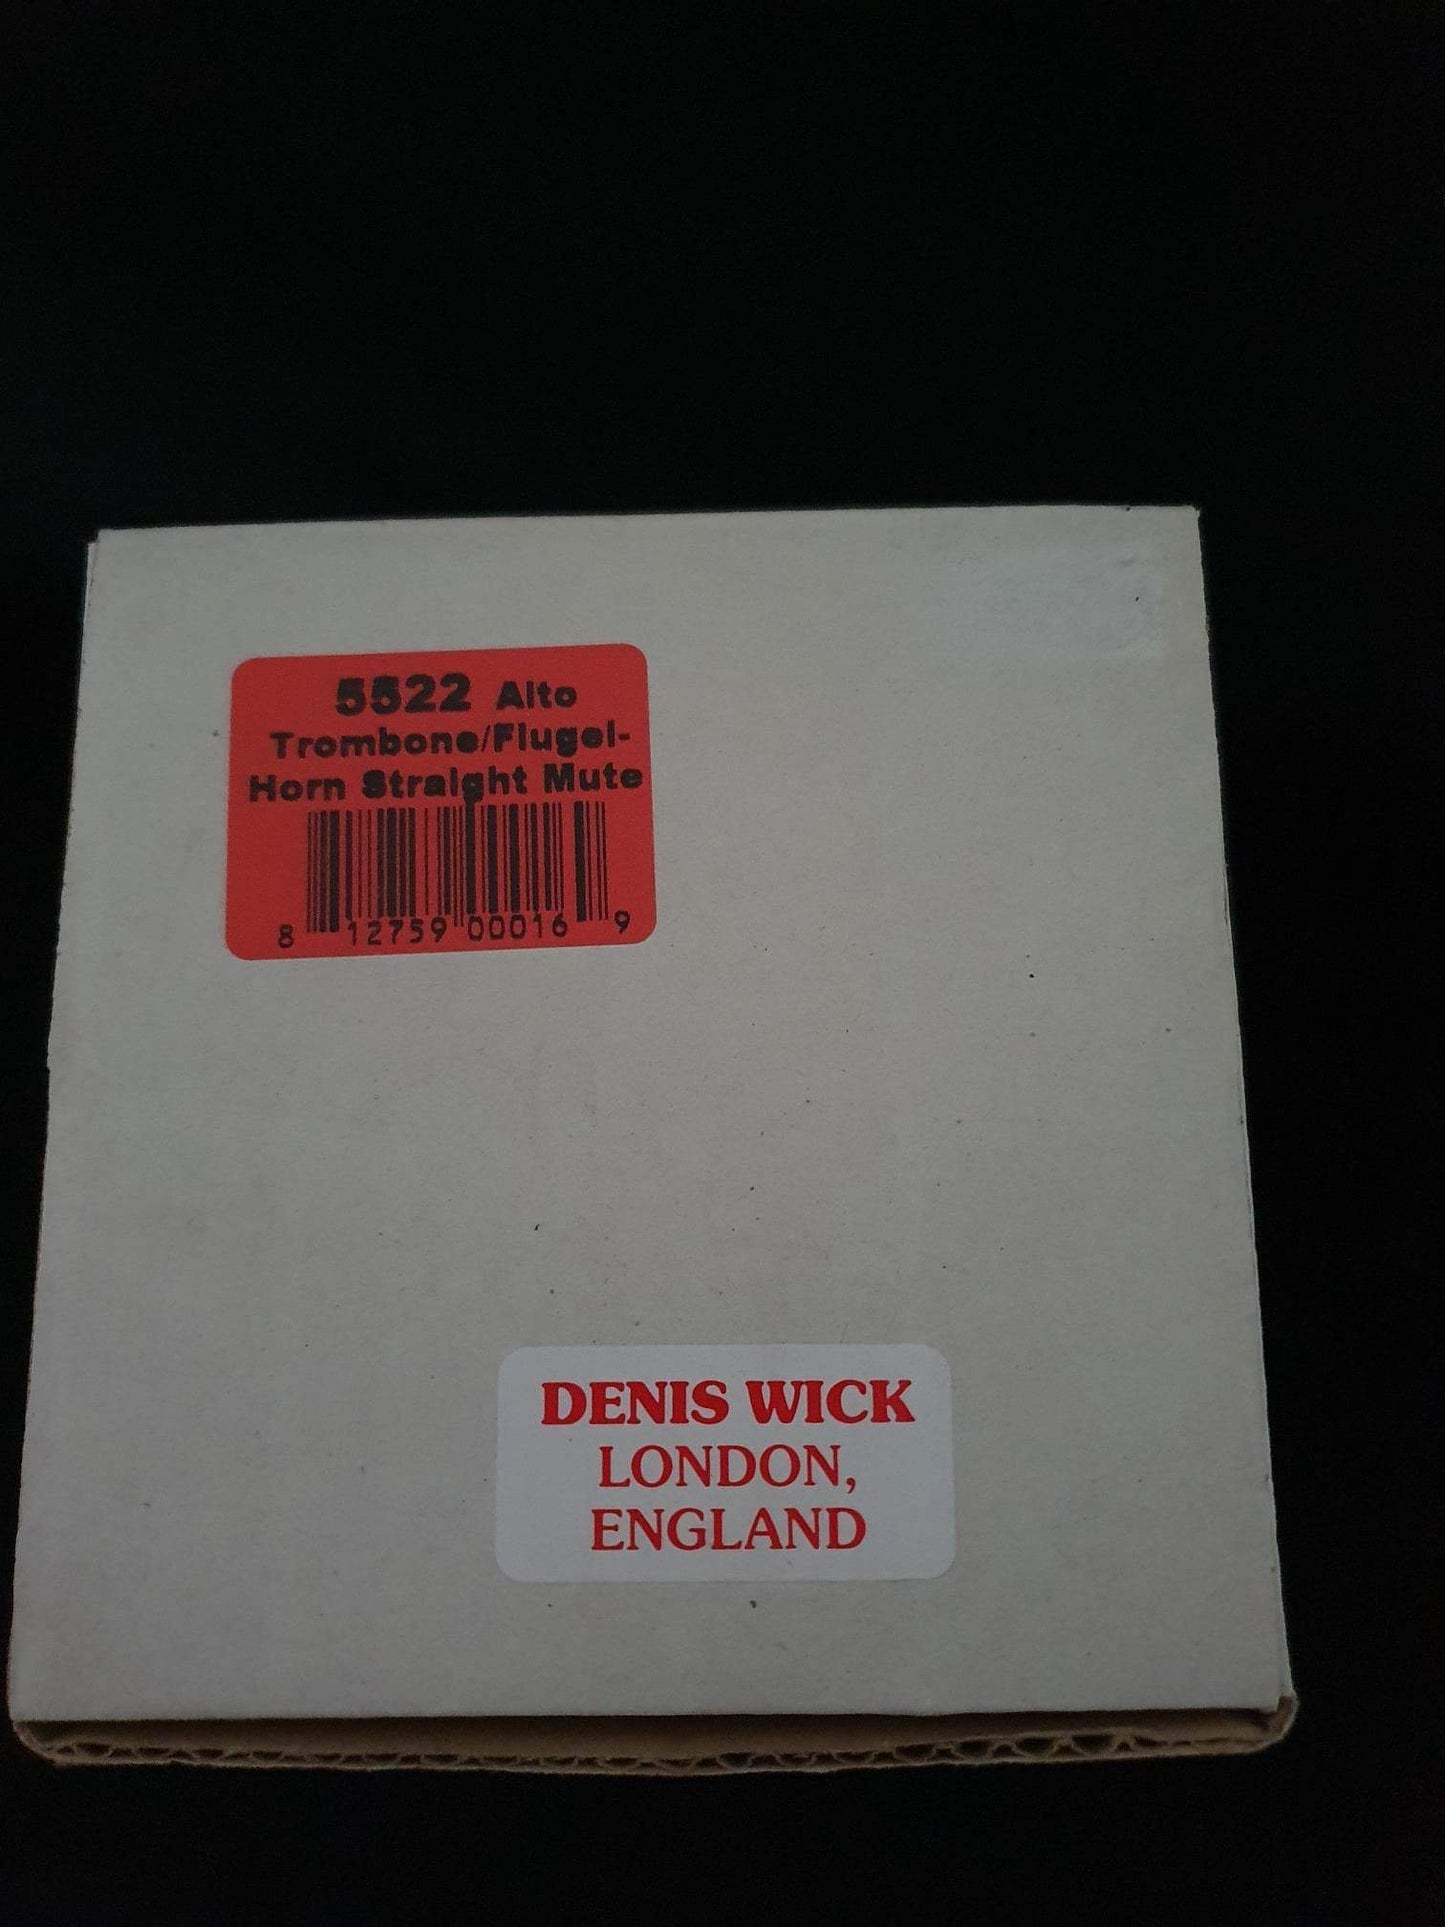 5522 Alto
Trombone/Flugel-
Horn Straight Mute
8 12759 00016 9
DENIS WICK
LONDON,
ENGLAND